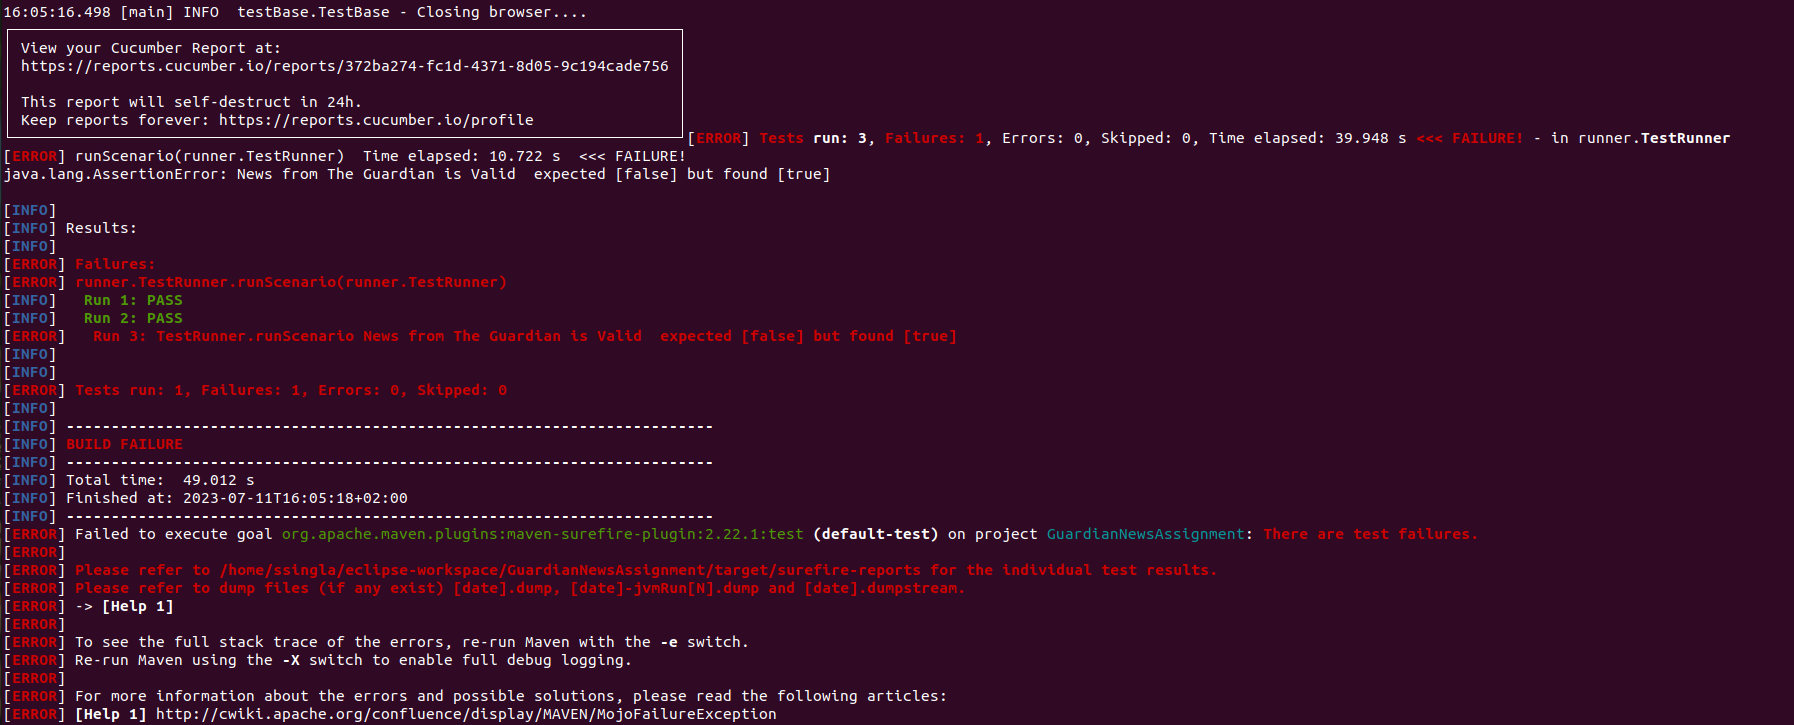 16:05:16.498 [main] INFO  testBase.TestBase - Closing browser....
View your Cucumber Report at:
https://reports.cucumber.io/reports/372ba274-fc1d-4371-8d05-9c194cade756
This report will self-destruct in 24h.
Keep reports forever: https://reports.cucumber.io/profile
[ERROR] Tests run: 3, Failures: 1, Errors: 0, Skipped: 0, Time elapsed: 39.948 s <<< FAILURE! - in runner.TestRunner
[ERROR] runScenario(runner.TestRunner)  Time elapsed: 10.722 s  <<< FAILURE!
java.lang.AssertionError: News from The Guardian is Valid  expected [false] but found [true]
[INFO]
[INFO] Results:
[INFO]
[ERROR] Failures:
[ERROR] runner.TestRunner.runScenario(runner.TestRunner)
[INFO]   Run 1: PASS
[INFO]   Run 2: PASS
[ERROR]   Run 3: TestRunner.runScenario News from The Guardian is Valid  expected [false] but found [true]
[INFO]
[INFO]
[ERROR] Tests run: 1, Failures: 1, Errors: 0, Skipped: 0
[INFO]
[INFO] ------------------------------------------------------------------------
[INFO] BUILD FAILURE
[INFO] ------------------------------------------------------------------------
[INFO] Total time:  49.012 s
[INFO] Finished at: 2023-07-11T16:05:18+02:00
[INFO] ------------------------------------------------------------------------
[ERROR] Failed to execute goal org.apache.maven.plugins:maven-surefire-plugin:2.22.1:test (default-test) on project GuardianNewsAssignment: There are test failures.
[ERROR]
[ERROR] Please refer to /home/ssingla/eclipse-workspace/GuardianNewsAssignment/target/surefire-reports for the individual test results.
[ERROR] Please refer to dump files (if any exist) [date].dump, [date]-jvmRun[N].dump and [date].dumpstream.
[ERROR] -> [Help 1]
[ERROR]
[ERROR] To see the full stack trace of the errors, re-run Maven with the -e switch.
[ERROR] Re-run Maven using the -X switch to enable full debug logging.
[ERROR]
[ERROR] For more information about the errors and possible solutions, please read the following articles:
[ERROR] [Help 1] http://cwiki.apache.org/confluence/display/MAVEN/MojoFailureException